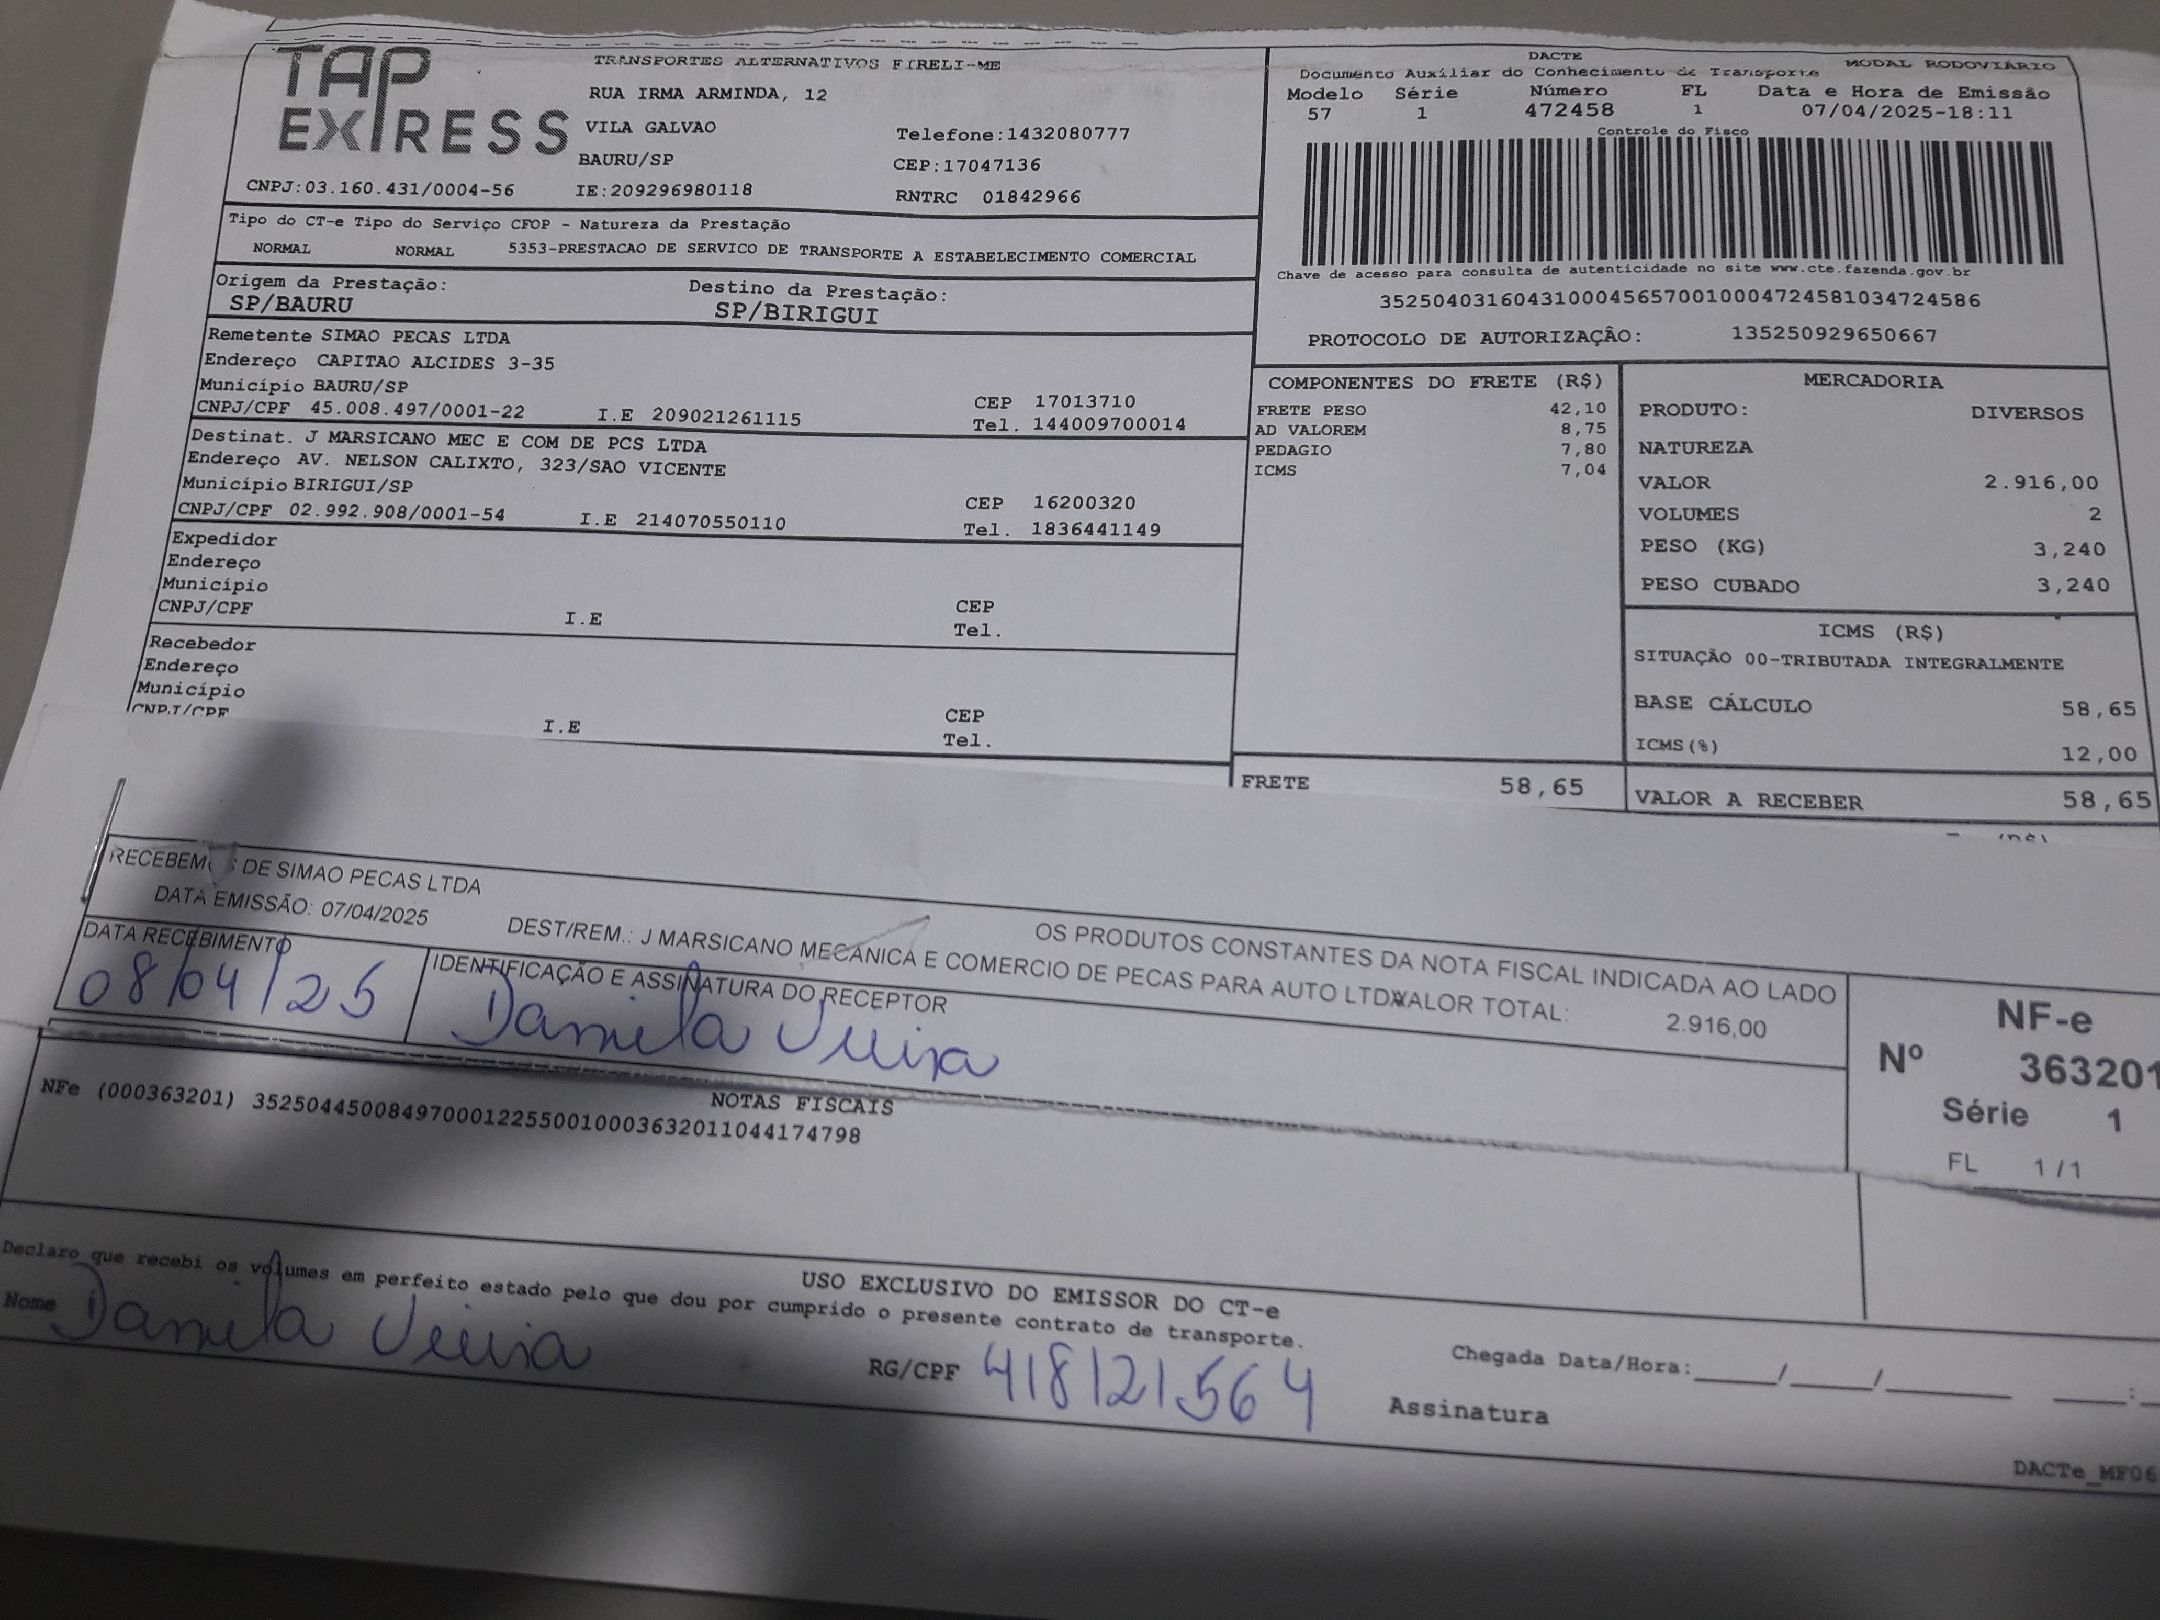 TAP EXPRESS
TRANSPORTES ALTERNATIVOS EIRELI-ME
RUA IRMA ARMINDA, 12
VILA GALVAO
Telefone:1432080777
BAURU/SP
CEP:17047136
CNPJ:03.160.431/0004-56 IE:209296980118
RNTRC 01842966
DACTE
MODAL RODOVIÁRIO
Documento Auxiliar do Conhecimento de Transporte
Modelo Série Número FL Data e Hora de Emissão
57 1 472458 1 07/04/2025-18:11
Controle do Fisco
Chave de acesso para consulta de autenticidade no site www.cte.fazenda.gov.br
35250403160431000456570010004724581034724586
PROTOCOLO DE AUTORIZAÇÂO: 135250929650667
Tipo do CT-e Tipo do Serviço CFOP - Natureza da Prestação
NORMAL NORMAL 5353-PRESTACAO DE SERVICO DE TRANSPORTE A ESTABELECIMENTO COMERCIAL
Origem da Prestação: Destino da Prestação:
SP/BAURU SP/BIRIGUI
Remetente SIMAO PECAS LTDA
Endereço CAPITAO ALCIDES 3-35
Município BAURU/SP
CEP 17013710
CNPJ/CPF 45.008.497/0001-22 I.E 209021261115 Tel. 144009700014
Destinat. J MARSICANO MEC E COM DE PCS LTDA
Endereço AV. NELSON CALIXTO, 323/SAO VICENTE
Município BIRIGUI/SP
CEP 16200320
CNPJ/CPF 02.992.908/0001-54 I.E 214070550110 Tel. 1836441149
Expedidor
Endereço
Município
CNPJ/CPF I.E CEP
Tel.
Recebedor
Endereço
Município
CNPJ/CPF I.E CEP
Tel.
COMPONENTES DO FRETE (R$)
FRETE PESO 42,10
AD VALOREM 8,75
PEDAGIO 7,80
ICMS 7,04
FRETE 58,65
MERCADORIA
PRODUTO: DIVERSOS
NATUREZA
VALOR 2.916,00
VOLUMES 2
PESO (KG) 3,240
PESO CUBADO 3,240
ICMS (R$)
SITUAÇÃO 00-TRIBUTADA INTEGRALMENTE
BASE CÁLCULO 58,65
ICMS(%) 12,00
VALOR A RECEBER 58,65
DE SIMAO PECAS LTDA
OS PRODUTOS CONSTANTES DA NOTA FISCAL INDICADA AO LADO
DATA EMISSÃO: 07/04/2025 DEST/REM.: J MARSICANO MECANICA E COMERCIO DE PECAS PARA AUTO LTDA VALOR TOTAL: 2.916,00
DATA RECEBIMENTO IDENTIFICAÇÃO E ASSINATURA DO RECEPTOR
08/04/25 Daniela Vieira
NF-e
Nº 363201
Série 1
FL 1 / 1
NOTAS FISCAIS
NFe (000363201) 35250445008497000122550010003632011044174798
USO EXCLUSIVO DO EMISSOR DO CT-e
Declaro que recebi os volumes em perfeito estado pelo que dou por cumprido o presente contrato de transporte.
Nome Daniela Vieira RG/CPF 418121564
Chegada Data/Hora:_____/_____/________ ____:
Assinatura
DACTe_MF06